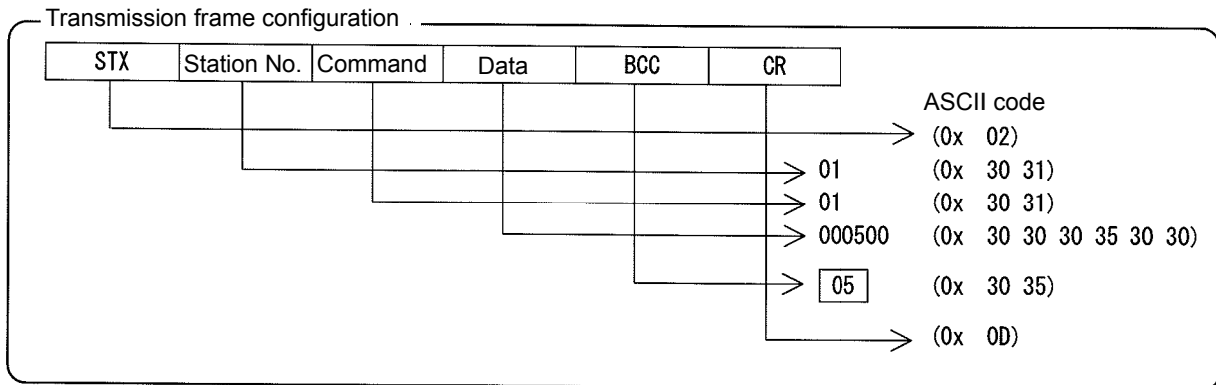 Transmission frame configuration
STX Station No. Command Data BCC CR
ASCII code
(0x 02)
01 (0x 30 31)
01 (0x 30 31)
000500 (0x 30 30 30 35 30 30)
05 (0x 30 35)
(0x 0D)